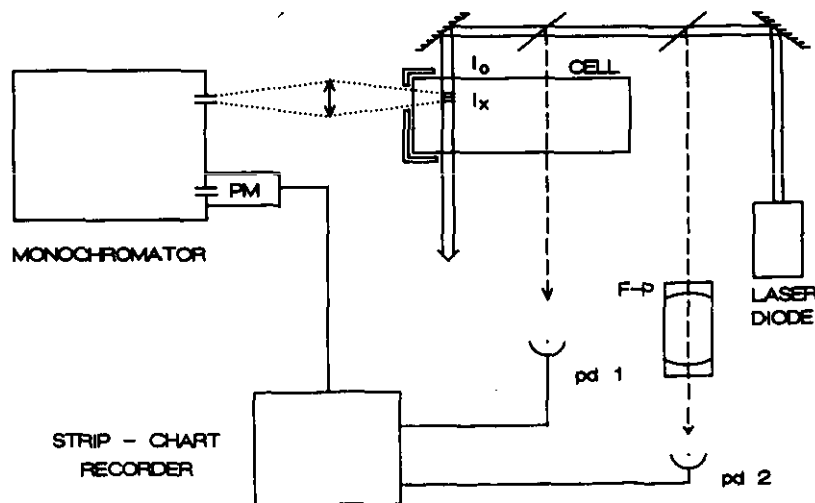 I₀
CELL
Iₓ
PM
MONOCHROMATOR
F-P
LASER
DIODE
pd 1
STRIP - CHART
RECORDER
pd 2